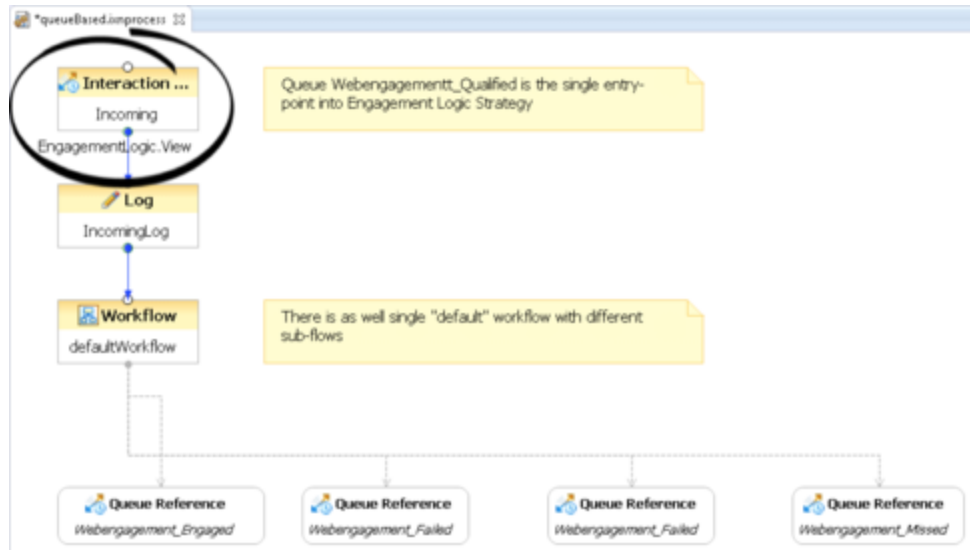 *queueBased.ixnprocess
Interaction ...
Queue Webengagementt_Qualified is the single entry-
point into Engagement Logic Strategy
Incoming
EngagementLogic.View
Log
IncomingLog
Workflow
There is as well single "default" workflow with different
sub-flows
defaultWorkflow
Queue Reference
Webengagement_Engaged
Queue Reference
Webengagement_Failed
Queue Reference
Webengagement_Failed
Queue Reference
Webengagement_Missed